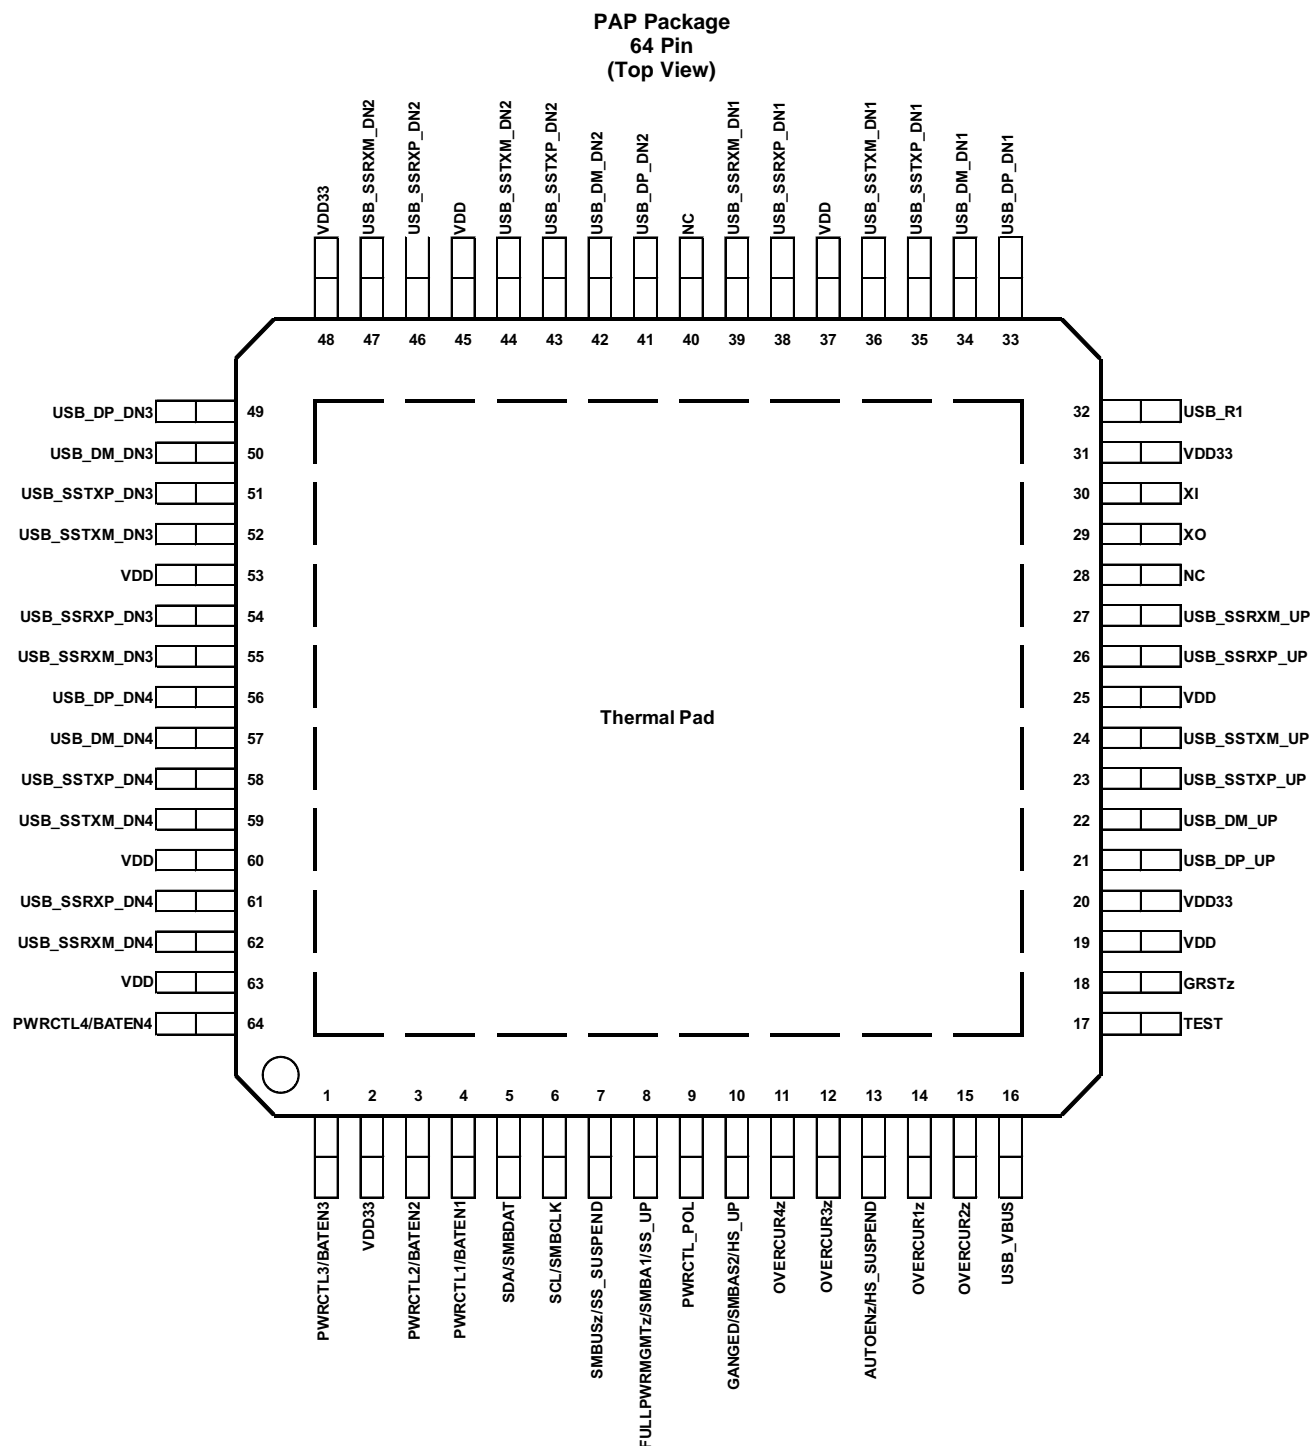 PAP Package
64 Pin
(Top View)
VDD33
USB_SSRXM_DN2
USB_SSRXP_DN2
VDD
USB_SSTXM_DN2
USB_SSTXP_DN2
USB_DM_DN2
USB_DP_DN2
NC
USB_SSRXM_DN1
USB_SSRXP_DN1
VDD
USB_SSTXM_DN1
USB_SSTXP_DN1
USB_DM_DN1
USB_DP_DN1
48 47 46 45 44 43 42 41 40 39 38 37 36 35 34 33
USB_DP_DN3 49 32 USB_R1
USB_DM_DN3 50 31 VDD33
USB_SSTXP_DN3 51 30 XI
USB_SSTXM_DN3 52 29 XO
VDD 53 28 NC
USB_SSRXP_DN3 54 27 USB_SSRXM_UP
USB_SSRXM_DN3 55 26 USB_SSRXP_UP
USB_DP_DN4 56 25 VDD
Thermal Pad
USB_DM_DN4 57 24 USB_SSTXM_UP
USB_SSTXP_DN4 58 23 USB_SSTXP_UP
USB_SSTXM_DN4 59 22 USB_DM_UP
VDD 60 21 USB_DP_UP
USB_SSRXP_DN4 61 20 VDD33
USB_SSRXM_DN4 62 19 VDD
VDD 63 18 GRSTz
PWRCTL4/BATEN4 64 17 TEST
1 2 3 4 5 6 7 8 9 10 11 12 13 14 15 16
PWRCTL3/BATEN3
VDD33
PWRCTL2/BATEN2
PWRCTL1/BATEN1
SDA/SMBDAT
SCL/SMBCLK
SMBUSz/SS_SUSPEND
FULLPWRMGMTz/SMBA1/SS_UP
PWRCTL_POL
GANGED/SMBAS2/HS_UP
OVERCUR4z
OVERCUR3z
AUTOENz/HS_SUSPEND
OVERCUR1z
OVERCUR2z
USB_VBUS